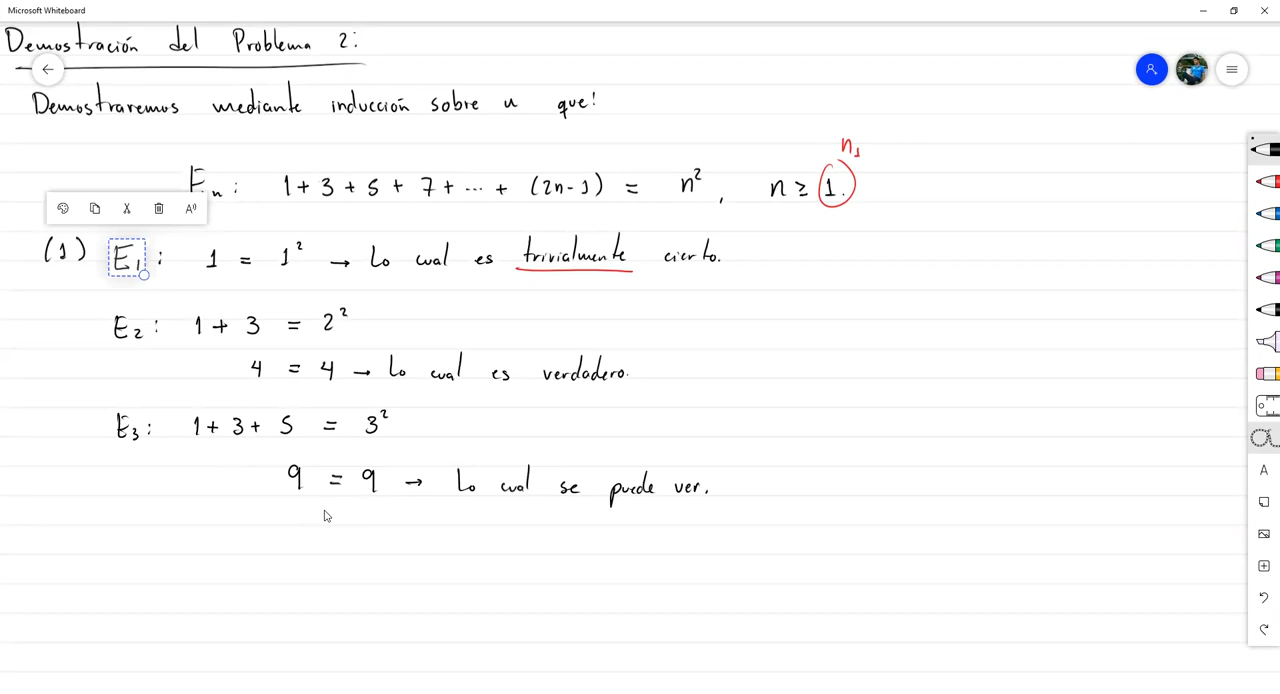 Microsoft Whiteboard
Demostración del Problema 2:
Demostraremos mediante inducción sobre n que:
n₁
Eₙ: 1 + 3 + 5 + 7 + ... + (2n-1) = n², n ≥ 1.
(1) E₁: 1 = 1² → Lo cual es trivialmente cierto.
E₂: 1 + 3 = 2²
4 = 4 → Lo cual es verdadero.
E₃: 1 + 3 + 5 = 3²
9 = 9 → Lo cual se puede ver.